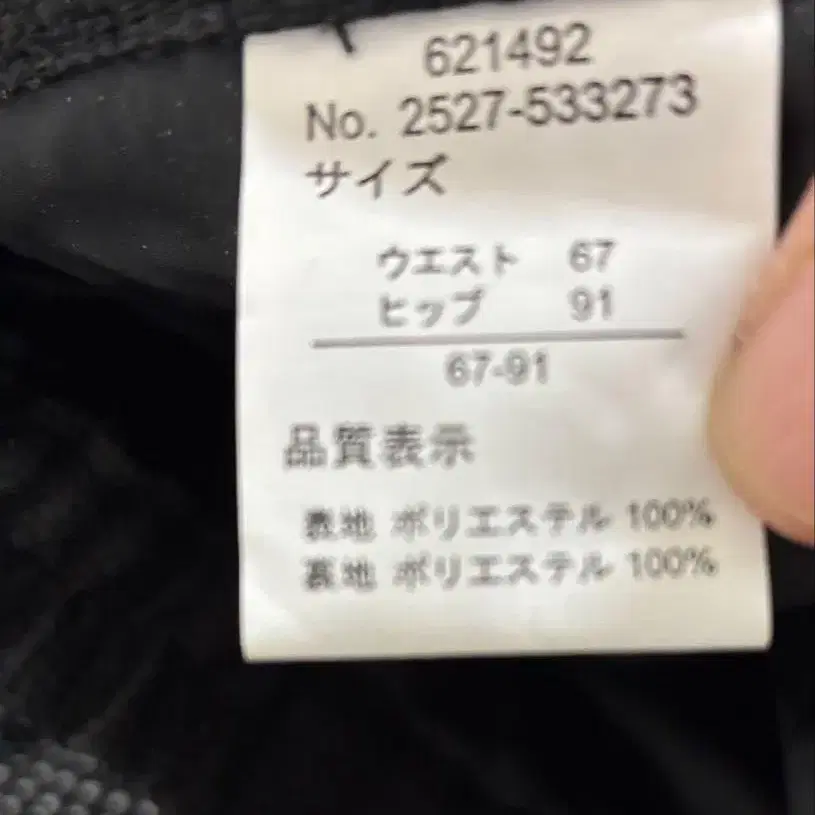 621492
No. 2527-533273
サイズ
ウエスト 67
ヒップ 91
67-91
品質表示
表地 ポリエステル 100%
裏地 ポリエステル 100%